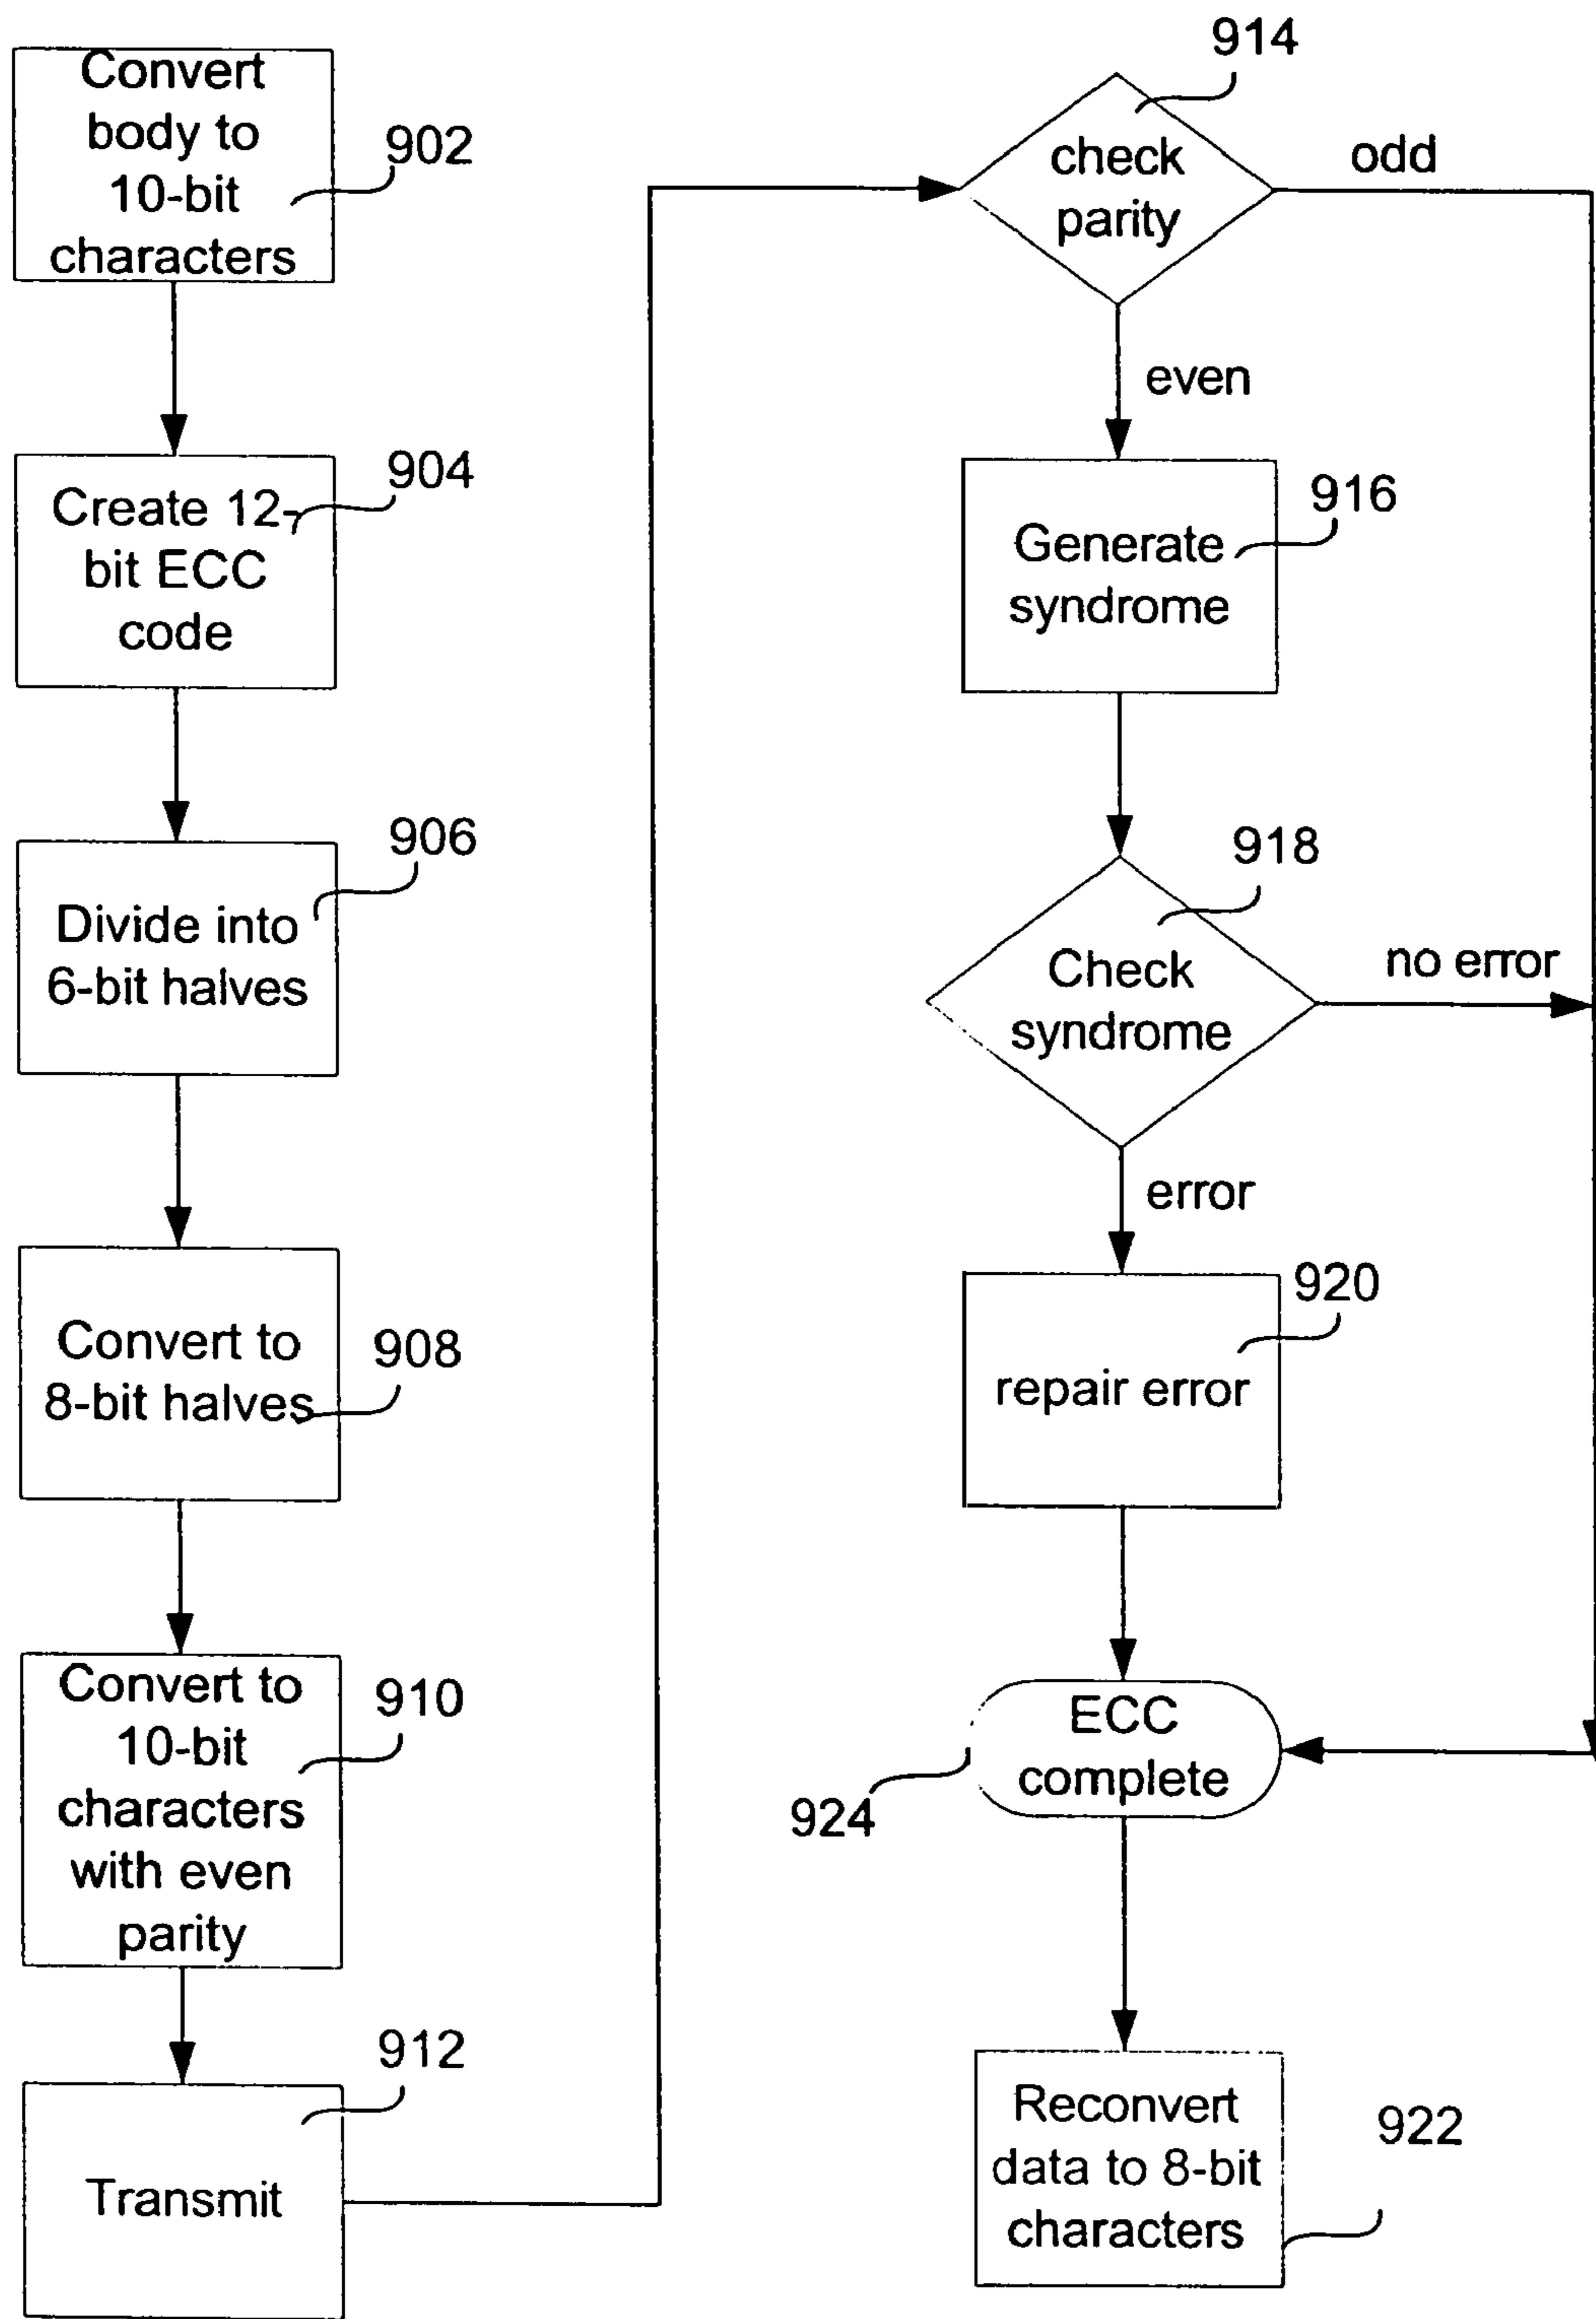 Convert
body to
10-bit
characters
902
Create 12-
bit ECC
code
904
Divide into
6-bit halves
906
Convert to
8-bit halves
908
Convert to
10-bit
characters
with even
parity
910
Transmit
912
check
parity
914
odd
even
Generate
syndrome
916
Check
syndrome
918
no error
error
repair error
920
ECC
complete
924
Reconvert
data to 8-bit
characters
922